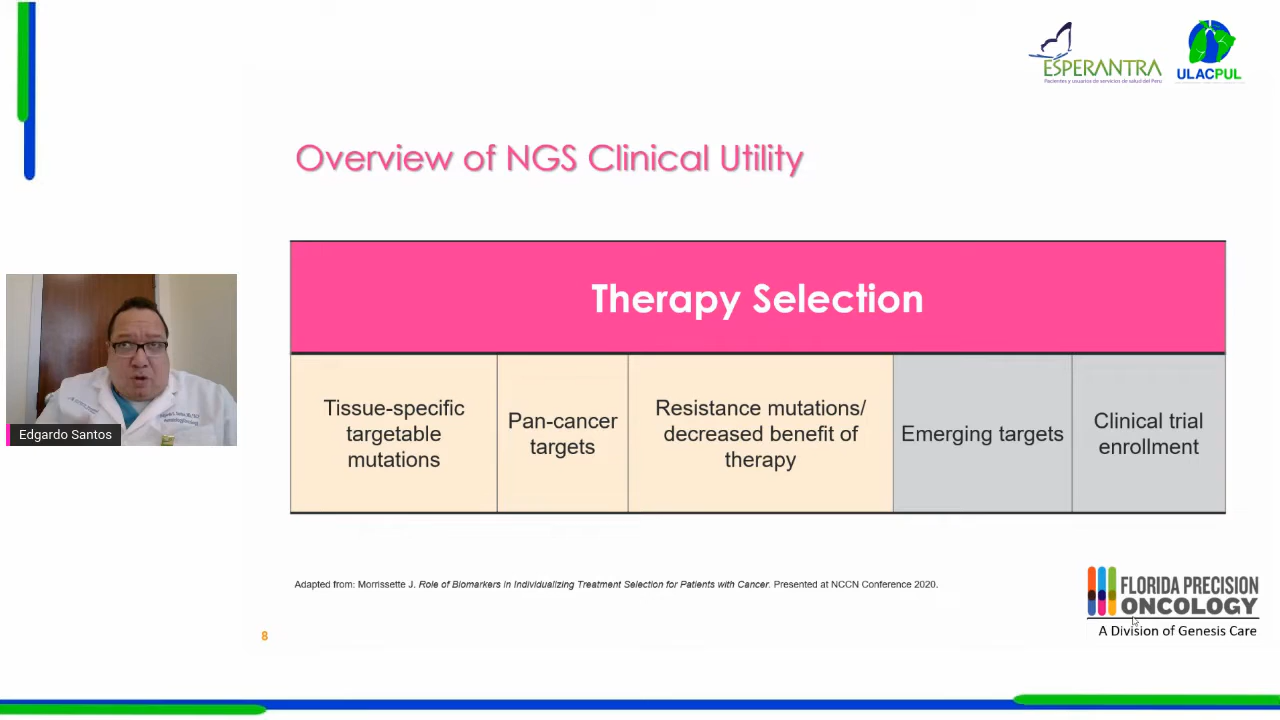 ESPERANTRA
Pacientes y usuarios de servicios de salud del Peru
ULACPUL
Overview of NGS Clinical Utility
Therapy Selection
Tissue-specific
targetable
mutations
Pan-cancer
targets
Resistance mutations/
decreased benefit of
therapy
Emerging targets
Clinical trial
enrollment
Edgardo Santos
Adapted from: Morrissette J. Role of Biomarkers in Individualizing Treatment Selection for Patients with Cancer. Presented at NCCN Conference 2020.
FLORIDA PRECISION
ONCOLOGY
A Division of Genesis Care
8